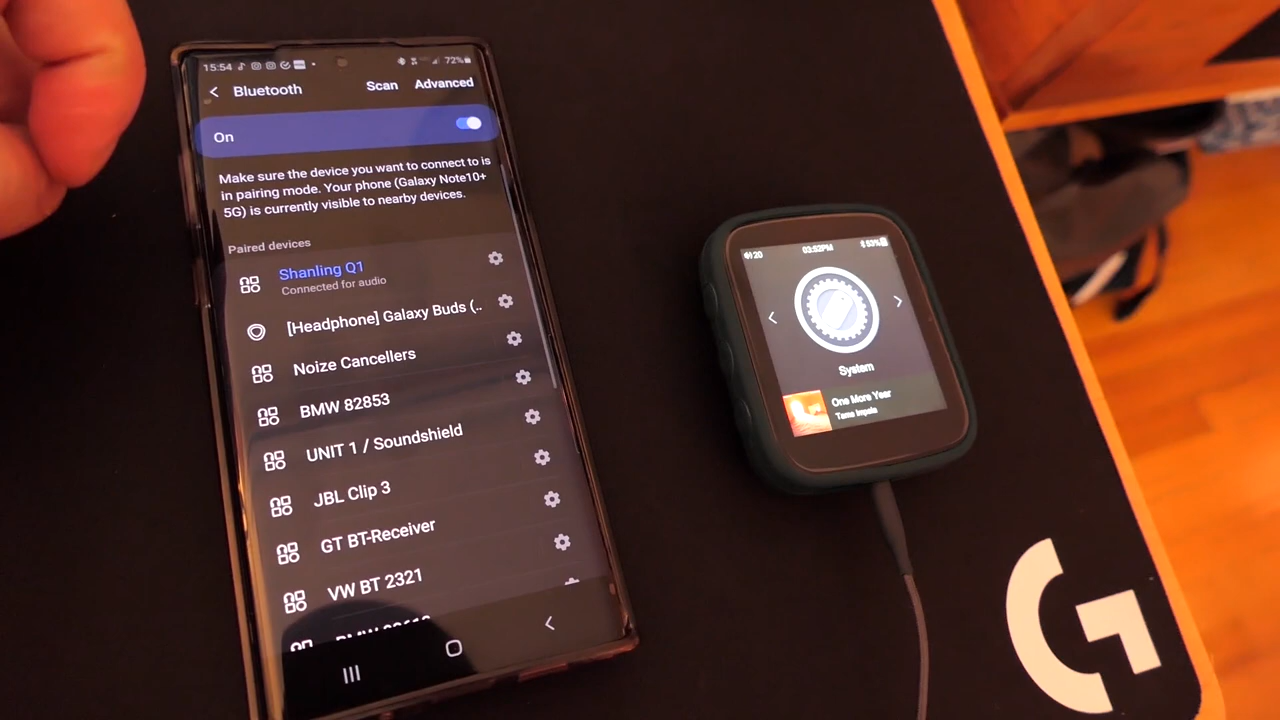 15:54
72%
Bluetooth
Scan
Advanced
On
Make sure the device you want to connect to is
in pairing mode. Your phone (Galaxy Note10+
5G) is currently visible to nearby devices.
Paired devices
Shanling Q1
Connected for audio
[Headphone] Galaxy Buds (..
Noize Cancellers
BMW 82853
UNIT 1 / Soundshield
JBL Clip 3
GT BT-Receiver
VW BT 2321
20
03:52PM
53%
System
One More Year
Tame Impala
G